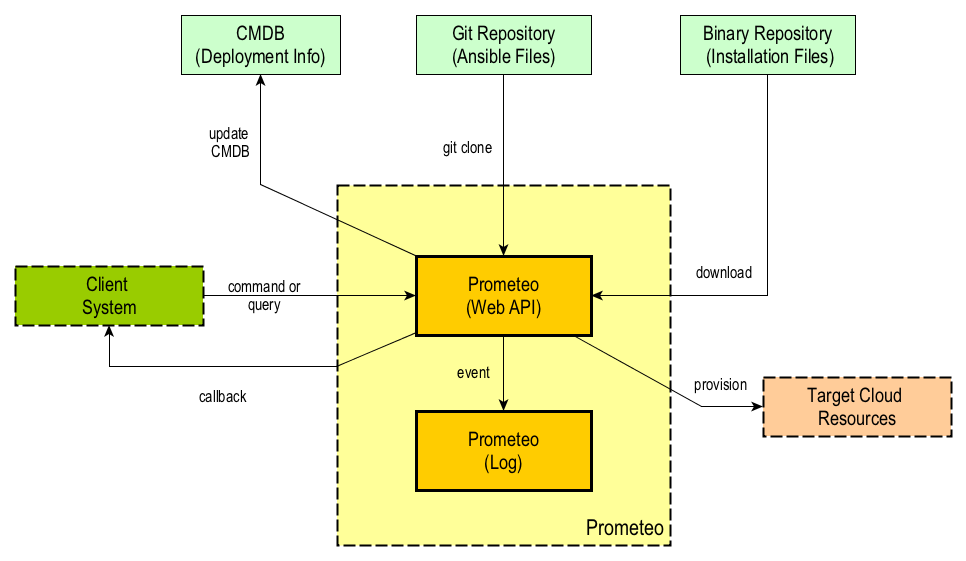 CMDB
(Deployment Info)
Git Repository
(Ansible Files)
Binary Repository
(Installation Files)
update
CMDB
git clone
download
Client
System
command or
query
Prometeo
(Web API)
callback
event
provision
Target Cloud
Resources
Prometeo
(Log)
Prometeo